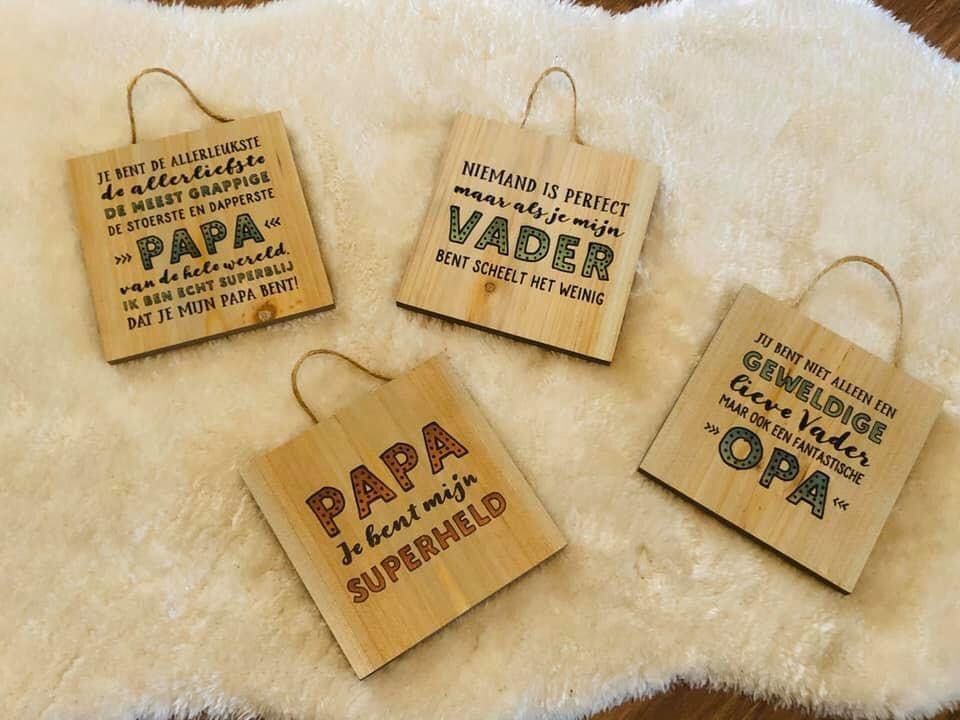 JE BENT DE ALLERLEUKSTE
de allerliefste
DE MEEST GRAPPIGE
DE STOERSTE EN DAPPERSTE
»» PAPA ««
van de hele wereld.
IK BEN ECHT SUPERBLIJ
DAT JE MIJN PAPA BENT!
NIEMAND IS PERFECT
maar als je mijn
VADER
BENT SCHEELT HET WEINIG
PAPA
Je bent mijn
SUPERHELD
JIJ BENT NIET ALLEEN EEN
GEWELDIGE
lieve Vader
MAAR OOK EEN FANTASTISCHE
»» OPA ««